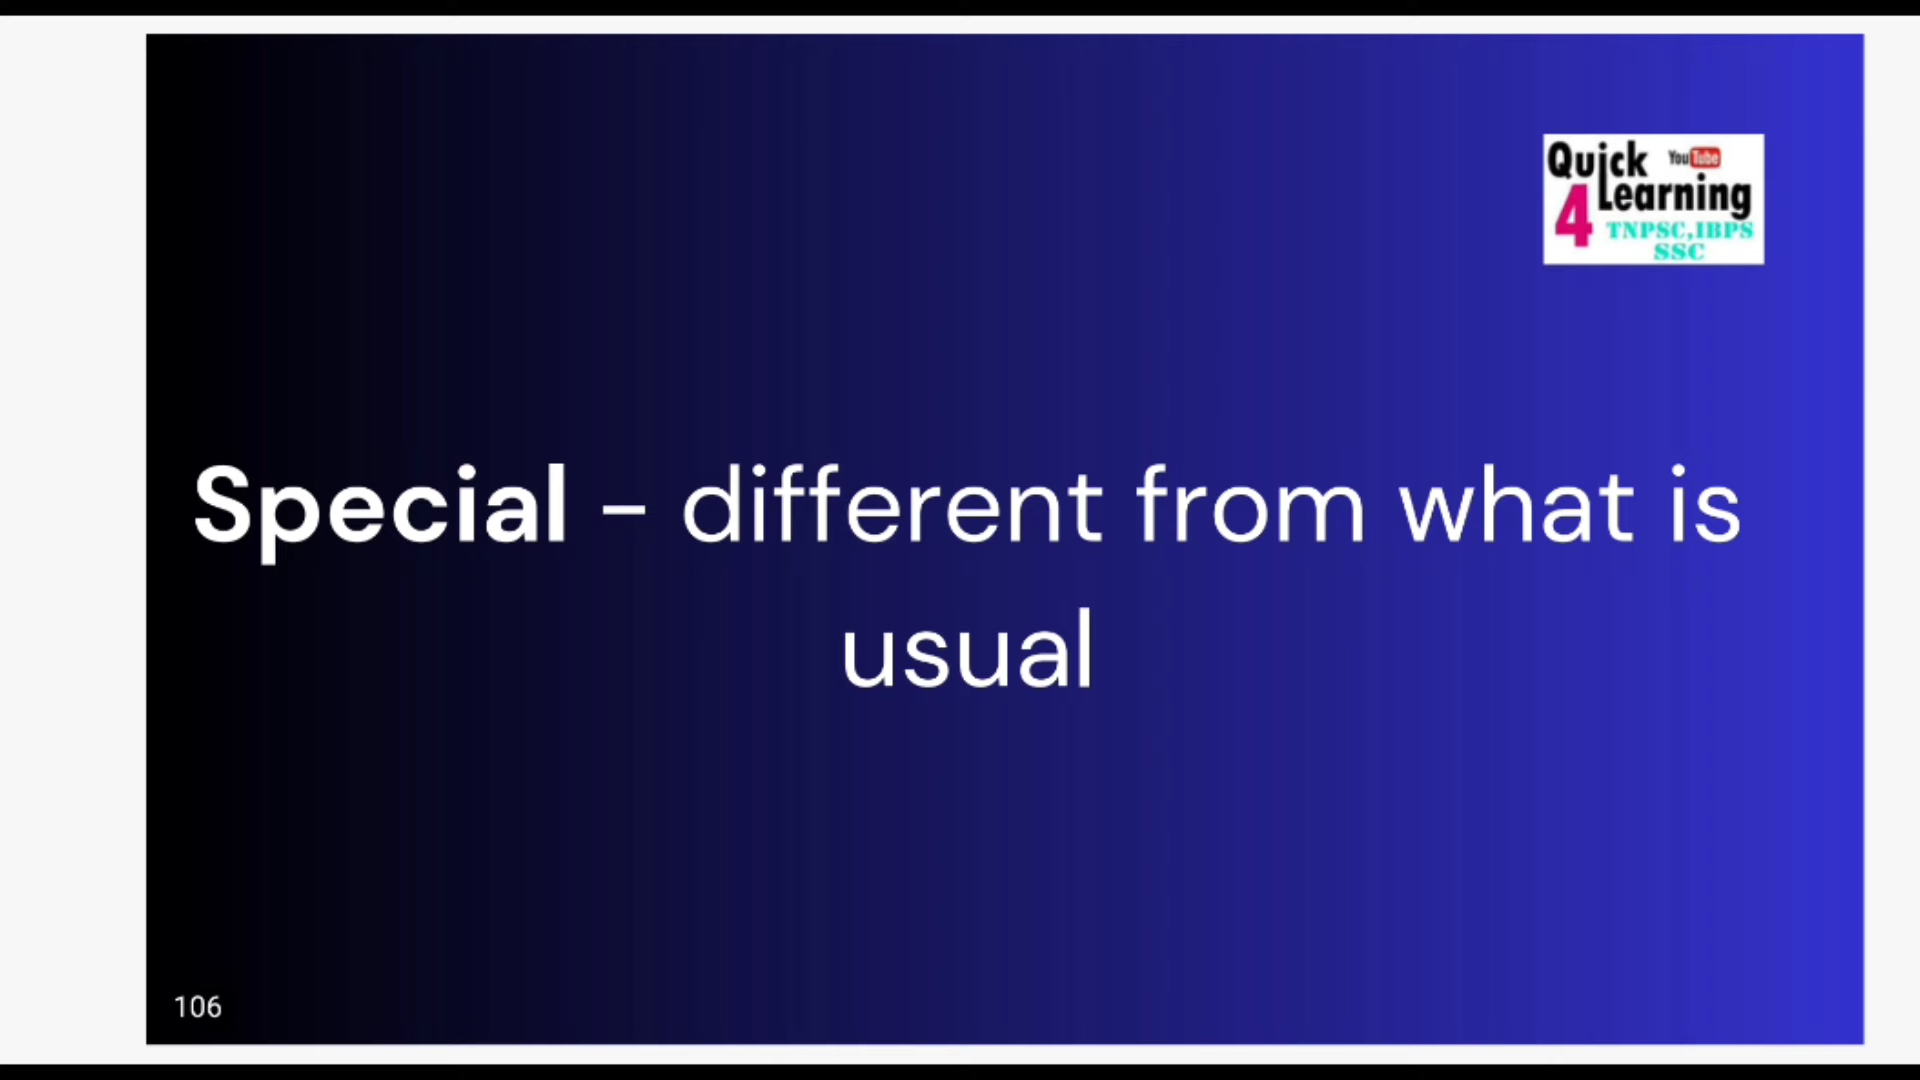 Quick YouTube
4 Learning
TNPSC,IBPS
SSC
Special - different from what is
usual
106